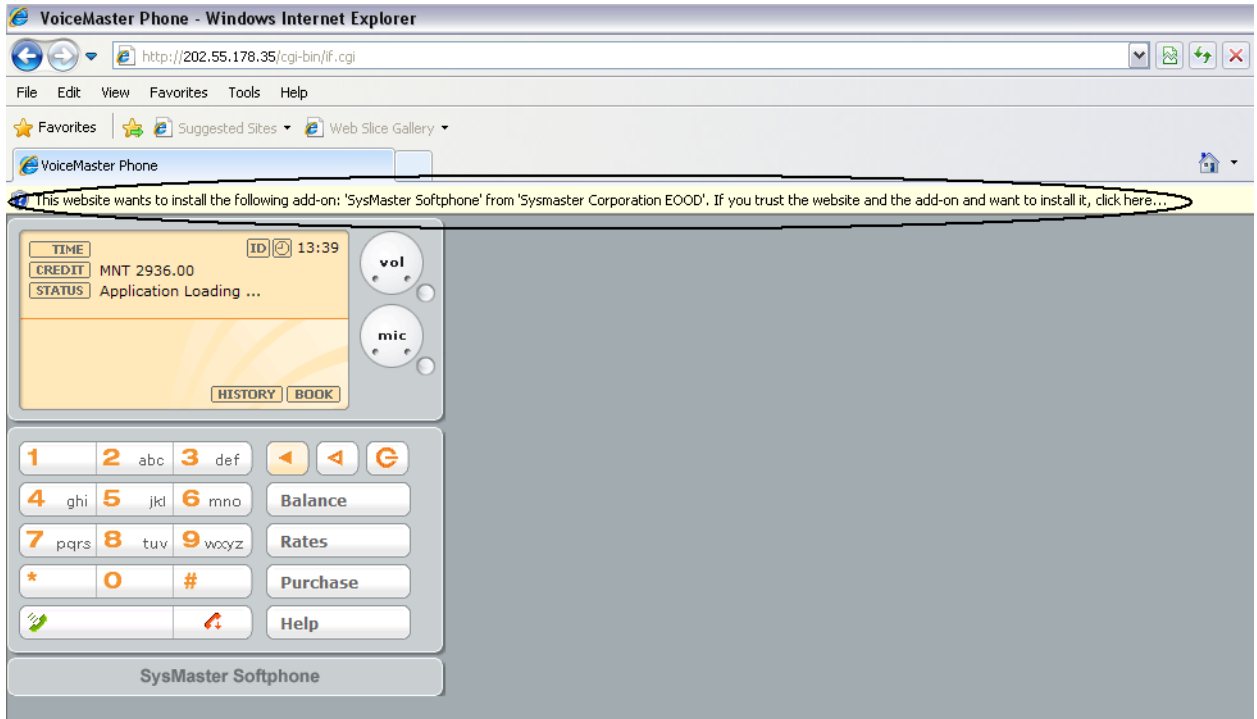 VoiceMaster Phone - Windows Internet Explorer
http://202.55.178.35/cgi-bin/if.cgi
File Edit View Favorites Tools Help
Favorites Suggested Sites Web Slice Gallery
VoiceMaster Phone
This website wants to install the following add-on: 'SysMaster Softphone' from 'Sysmaster Corporation EOOD'. If you trust the website and the add-on and want to install it, click here...
TIME ID 13:39
CREDIT MNT 2936.00
STATUS Application Loading ...
HISTORY BOOK
vol
mic
1 2 abc 3 def
4 ghi 5 jkl 6 mno Balance
7 pqrs 8 tuv 9 wxyz Rates
* 0 # Purchase
Help
SysMaster Softphone